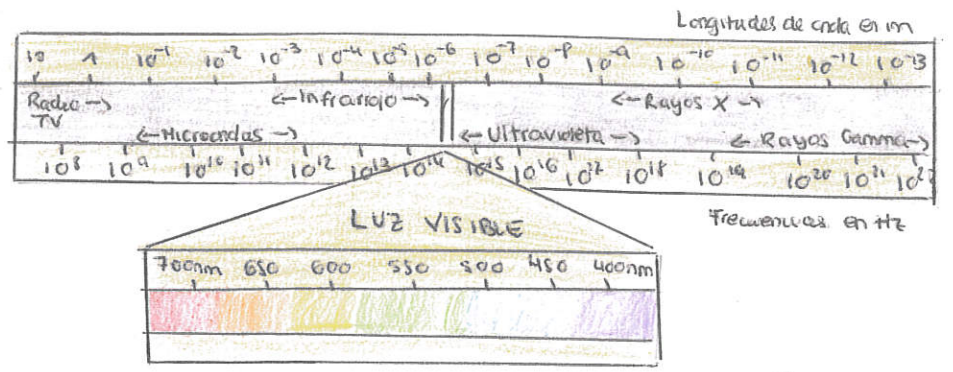 Longitudes de onda en m
10 1 10⁻¹ 10⁻² 10⁻³ 10⁻⁴ 10⁻⁵ 10⁻⁶ 10⁻⁷ 10⁻⁸ 10⁻⁹ 10⁻¹⁰ 10⁻¹¹ 10⁻¹² 10⁻¹³
Radio → ← Infrarrojo → ← Rayos X →
TV
← Microondas → ← Ultravioleta → ← Rayos Gamma →
10⁸ 10⁹ 10¹⁰ 10¹¹ 10¹² 10¹³ 10¹⁴ 10¹⁵ 10¹⁶ 10¹⁷ 10¹⁸ 10¹⁹ 10²⁰ 10²¹
Frecuencias en Hz
LUZ VISIBLE
700nm 650 600 550 500 450 400nm